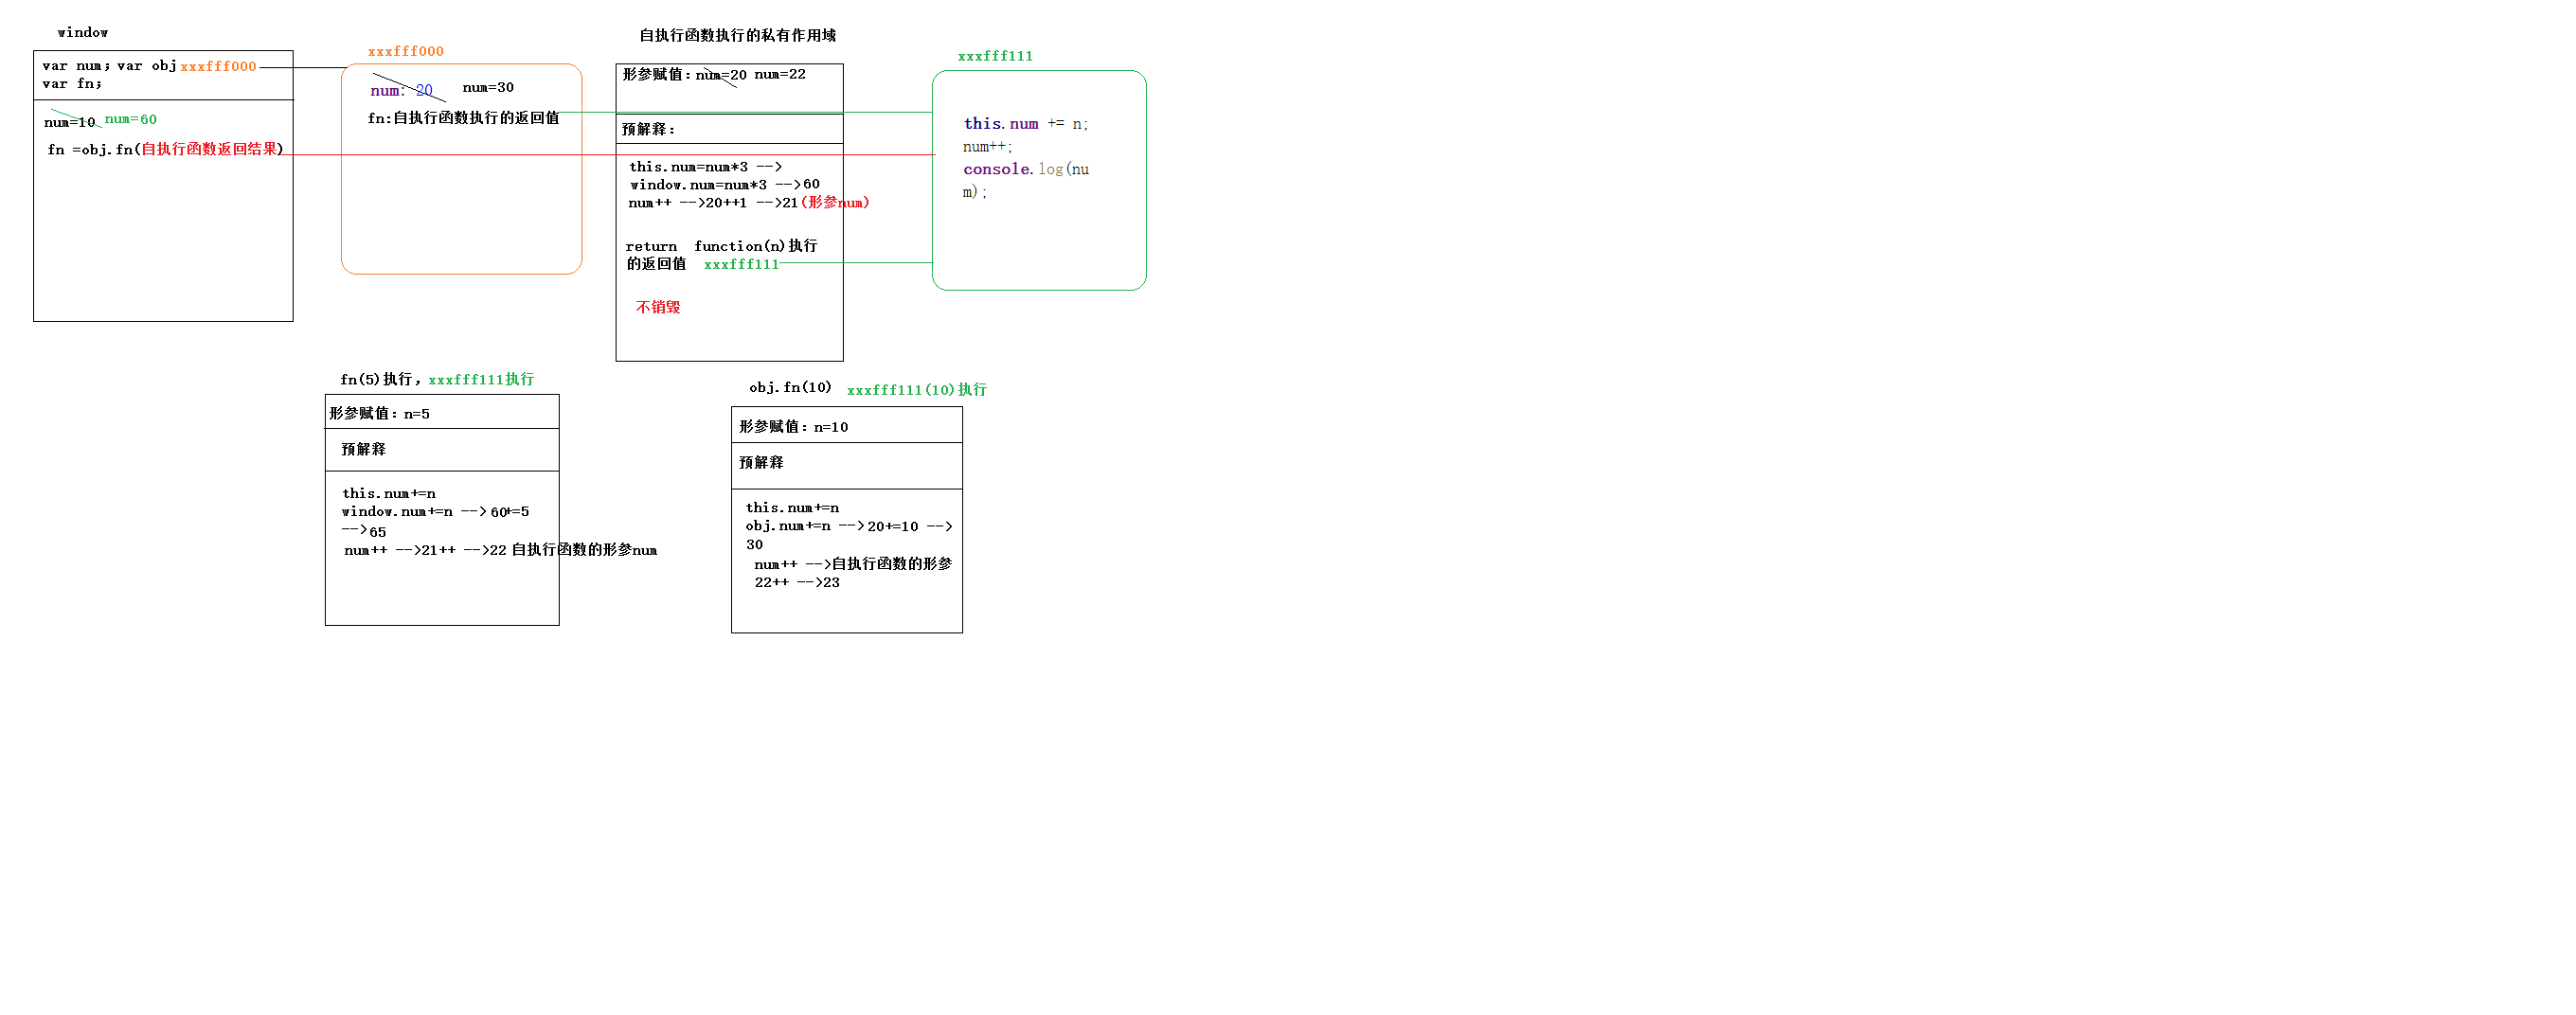 window
var num; var obj xxxfff000
var fn;
num=10 num=60
fn =obj.fn(自执行函数返回结果)
xxxfff000
num: 20 num=30
fn:自执行函数执行的返回值
自执行函数执行的私有作用域
形参赋值: num=20 num=22
预解释:
this.num=num*3 -->
window.num=num*3 -->60
num++ -->20++1 -->21(形参num)
return function(n)执行
的返回值 xxxfff111
不销毁
xxxfff111
this.num += n;
num++;
console.log(nu
m);
fn(5)执行, xxxfff111执行
形参赋值: n=5
预解释
this.num+=n
window.num+=n -->60+=5
-->65
num++ -->21++ -->22 自执行函数的形参num
obj.fn(10) xxxfff111(10)执行
形参赋值: n=10
预解释
this.num+=n
obj.num+=n -->20+=10 -->
30
num++ -->自执行函数的形参
22++ -->23